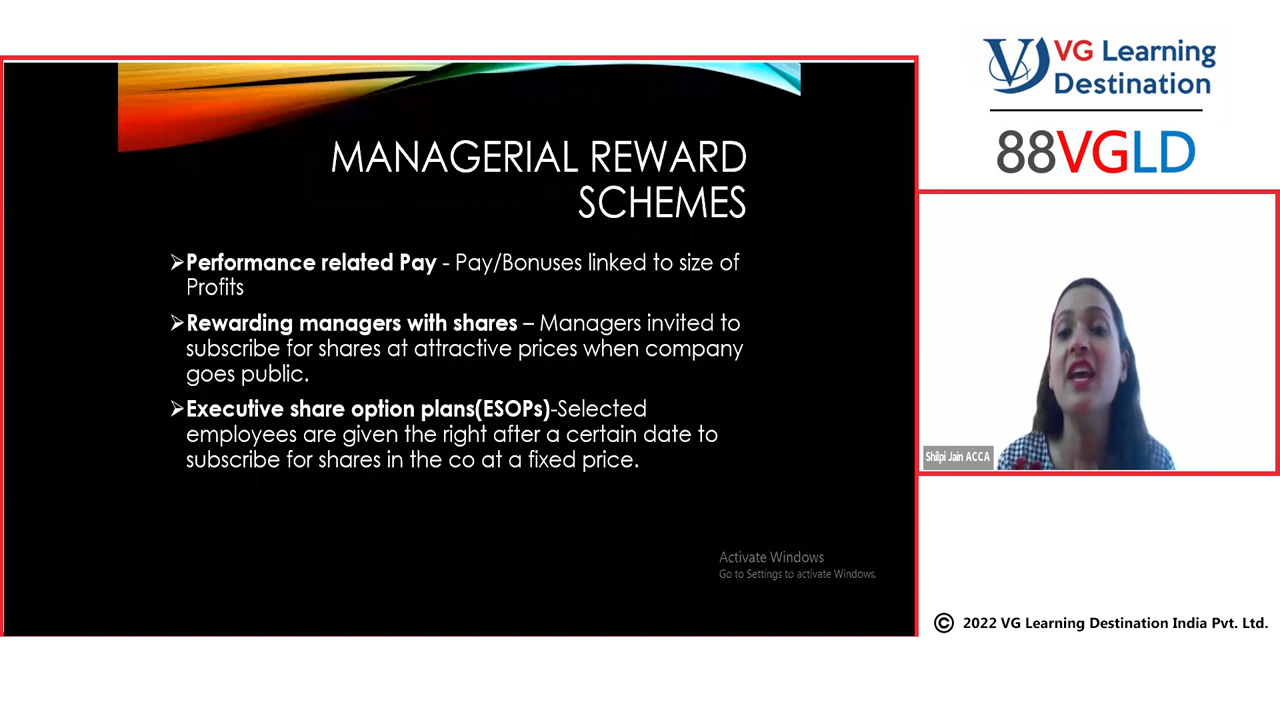 MANAGERIAL REWARD
SCHEMES
➢Performance related Pay - Pay/Bonuses linked to size of
Profits
➢Rewarding managers with shares – Managers invited to
subscribe for shares at attractive prices when company
goes public.
➢Executive share option plans(ESOPs)-Selected
employees are given the right after a certain date to
subscribe for shares in the co at a fixed price.
Activate Windows
Go to Settings to activate Windows.
VG Learning
Destination
88VGLD
Shilpi Jain ACCA
© 2022 VG Learning Destination India Pvt. Ltd.